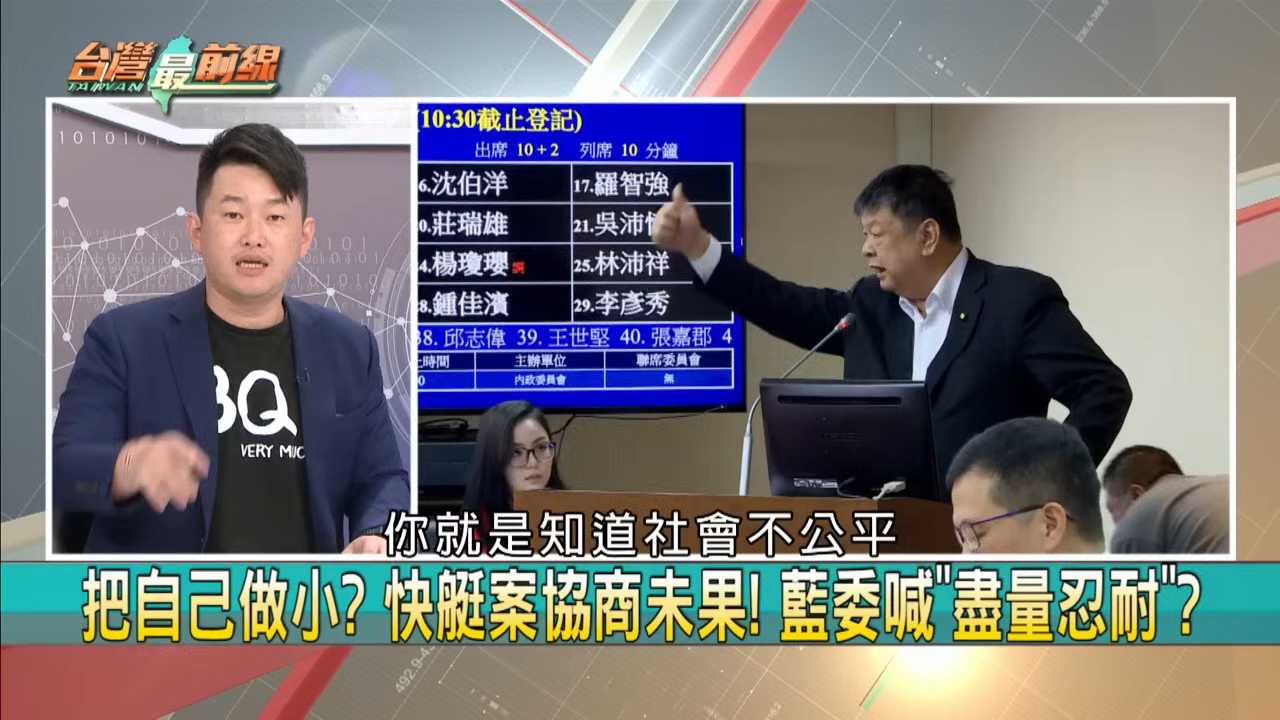 台灣最前線
TAIWAN
(10:30截止登記)
出席 10+2 列席 10 分鐘
6.沈伯洋 17.羅智強
0.莊瑞雄 21.吳沛
4.楊瓊瓔 25.林沛祥
8.鍾佳濱 29.李彥秀
38. 邱志偉 39. 王世堅 40. 張嘉郡 4
時間 主辦單位 聯席委員會
0 內政委員會 無
BQ
VERY MUC
你就是知道社會不公平
把自己做小? 快艇案協商未果! 藍委喊"盡量忍耐"?